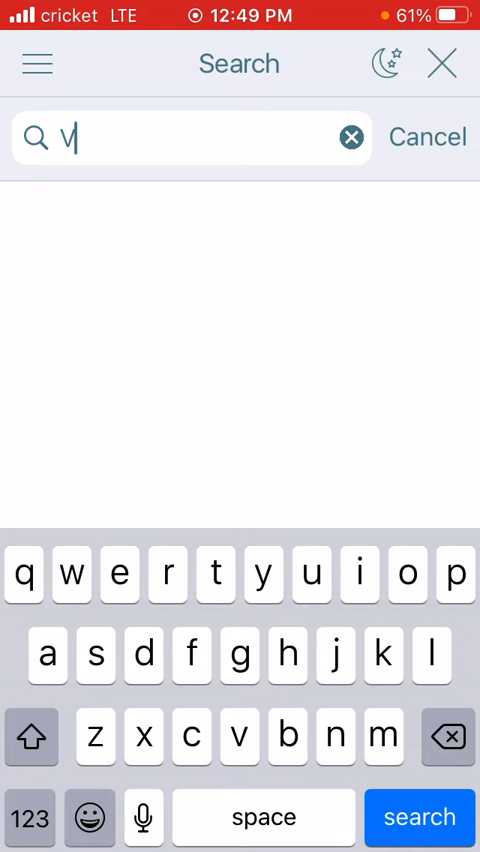 cricket LTE 12:49 PM 61%
Search
V Cancel
q w e r t y u i o p
a s d f g h j k l
z x c v b n m
123 space search